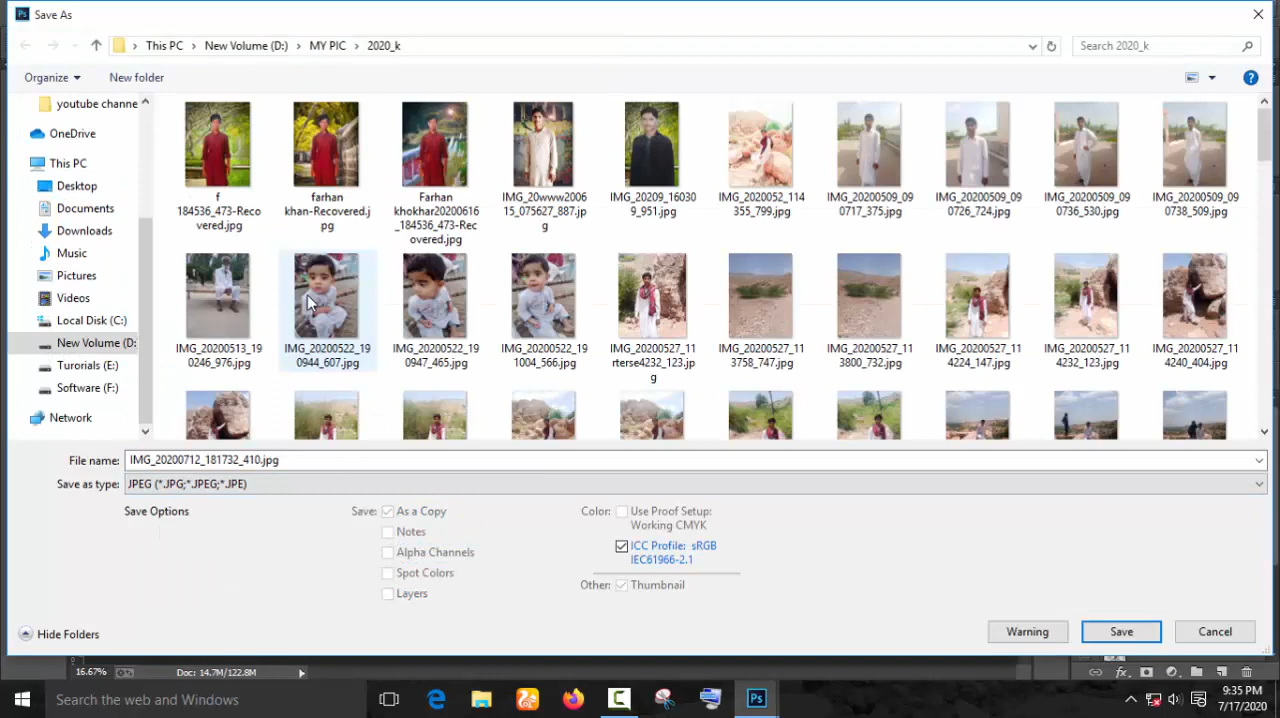 Save As
This PC > New Volume (D:) > MY PIC > 2020_k
Search 2020_k
Organize
New folder
youtube channe
OneDrive
This PC
Desktop
Documents
Downloads
Music
Pictures
Videos
Local Disk (C:)
New Volume (D:
Turorials (E:)
Software (F:)
Network
f
184536_473-Reco
vered.jpg
farhan
khan-Recovered.j
pg
Farhan
khokhar20200616
_184536_473-Rec
overed.jpg
IMG_20www2006
15_075627_887.jp
g
IMG_20209_16030
9_951.jpg
IMG_2020052_114
355_799.jpg
IMG_20200509_09
0717_375.jpg
IMG_20200509_09
0726_724.jpg
IMG_20200509_09
0736_530.jpg
IMG_20200509_09
0738_509.jpg
IMG_20200513_19
0246_976.jpg
IMG_20200522_19
0944_607.jpg
IMG_20200522_19
0947_465.jpg
IMG_20200522_19
1004_566.jpg
IMG_20200527_11
rterse4232_123.jp
g
IMG_20200527_11
3758_747.jpg
IMG_20200527_11
3800_732.jpg
IMG_20200527_11
4224_147.jpg
IMG_20200527_11
4232_123.jpg
IMG_20200527_11
4240_404.jpg
File name: IMG_20200712_181732_410.jpg
Save as type: JPEG (*.JPG;*.JPEG;*.JPE)
Save Options
Save: As a Copy
Notes
Alpha Channels
Spot Colors
Layers
Color: Use Proof Setup:
Working CMYK
ICC Profile: sRGB
IEC61966-2.1
Other: Thumbnail
Hide Folders
Warning
Save
Cancel
16.67%
Doc: 14.7M/122.8M
Search the web and Windows
Ps
9:35 PM
7/17/2020